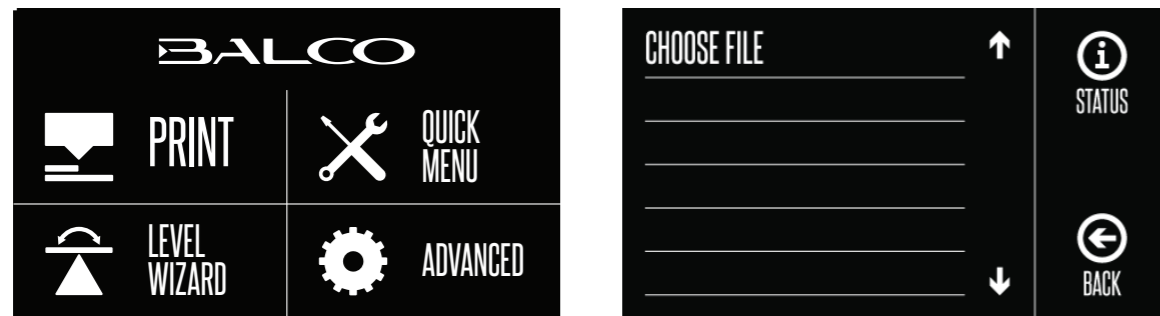 BALCO
PRINT
QUICK
MENU
LEVEL
WIZARD
ADVANCED
CHOOSE FILE
STATUS
BACK